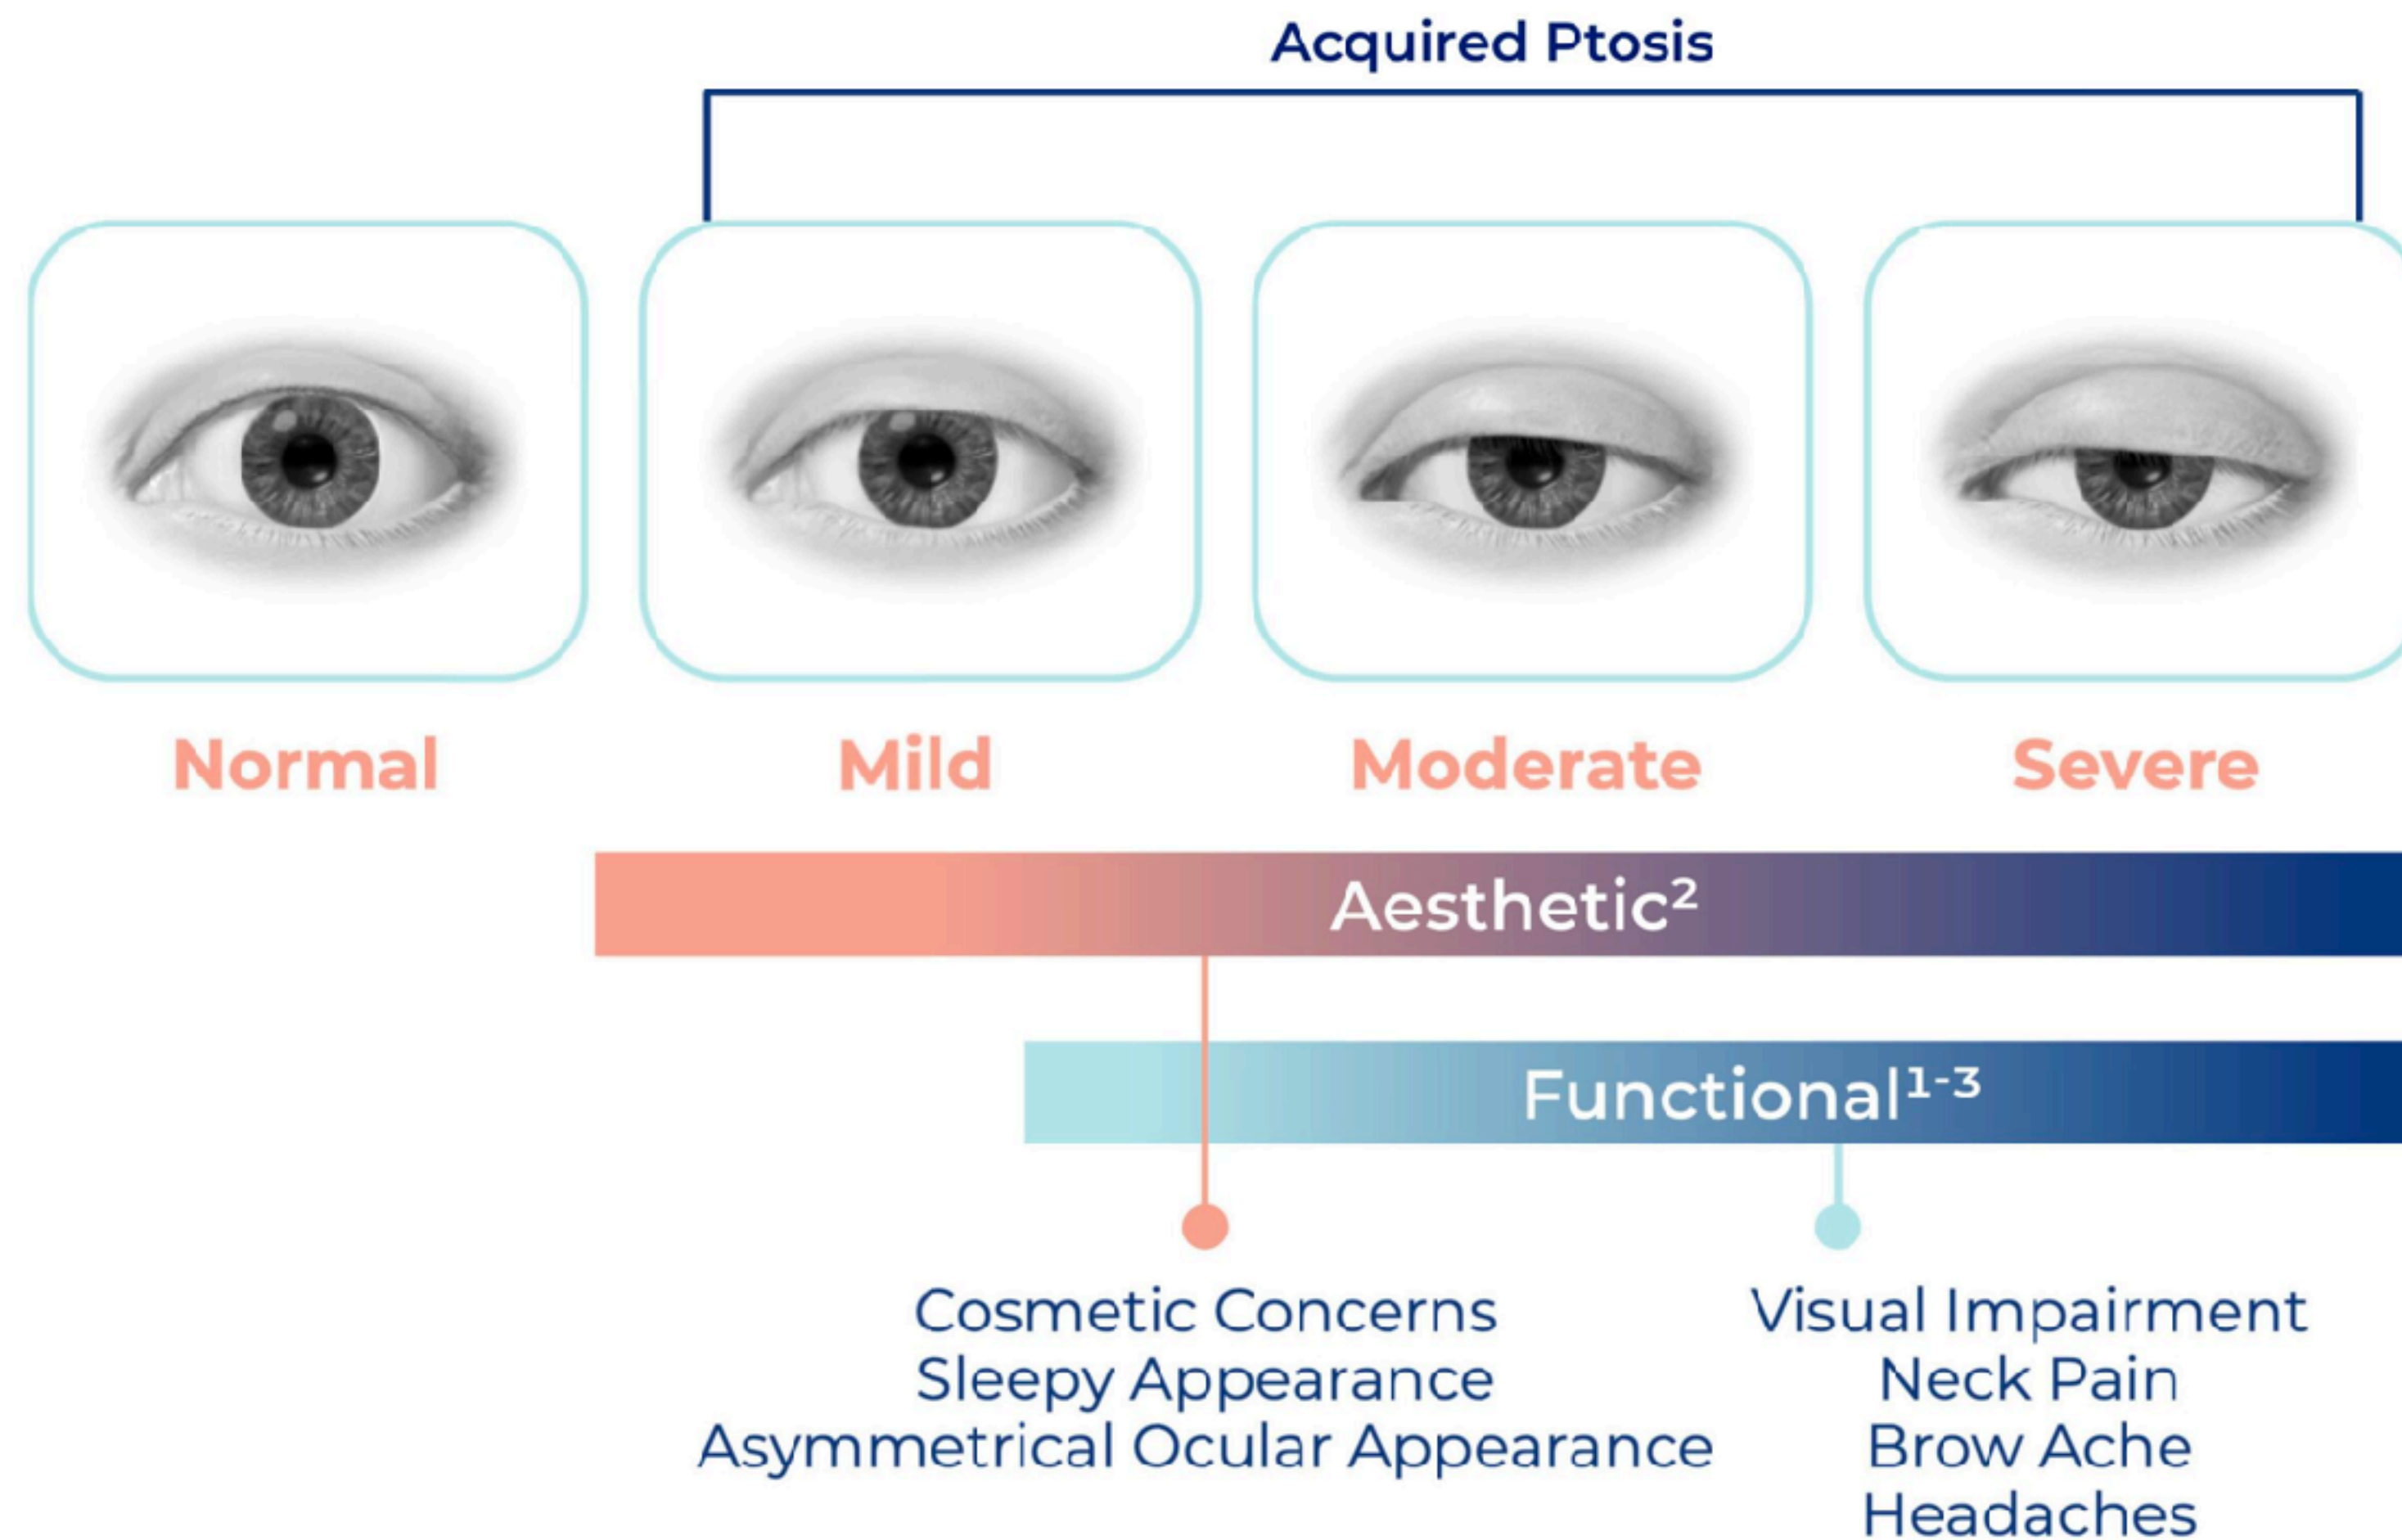 Acquired Ptosis
Normal
Mild
Moderate
Severe
Aesthetic²
Functional¹⁻³
Cosmetic Concerns
Sleepy Appearance
Asymmetrical Ocular Appearance
Visual Impairment
Neck Pain
Brow Ache
Headaches